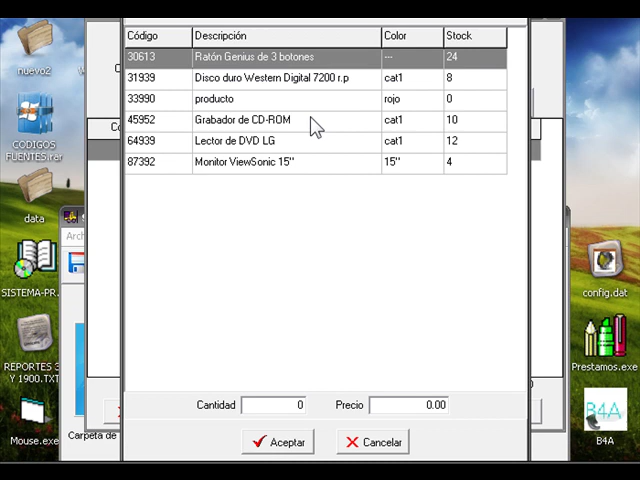 Código Descripción Color Stock
30613 Ratón Genius de 3 botones --- 24
31939 Disco duro Western Digital 7200 r.p cat1 8
33990 producto rojo 0
45952 Grabador de CD-ROM cat1 10
64939 Lector de DVD LG cat1 12
87392 Monitor ViewSonic 15" 15" 4
Cantidad 0 Precio 0.00
Aceptar Cancelar
nuevo2
CODIGOS
FUENTES.rar
data
SISTEMA-PR.
REPORTES 3
Y 1900.TXT
Mouse.exe
Carpeta de
config.dat
Prestamos.exe
B4A
B4A